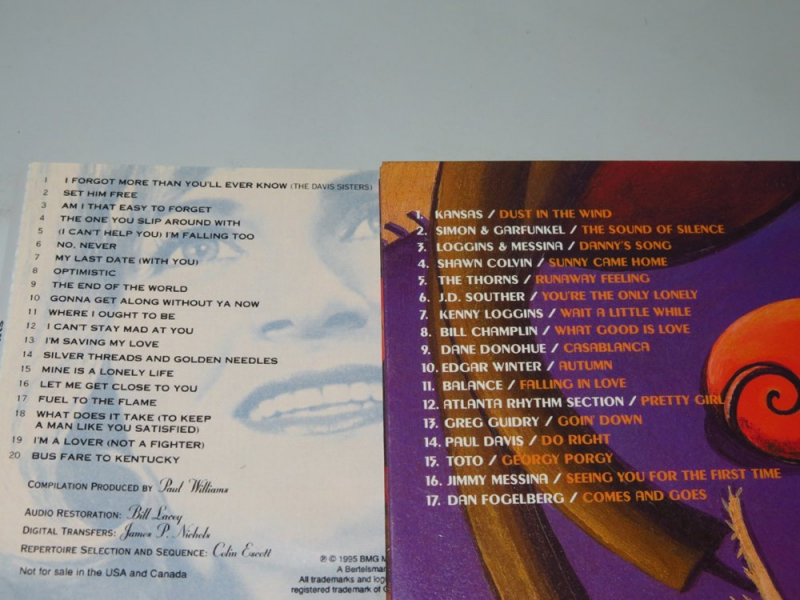 1 I FORGOT MORE THAN YOU'LL EVER KNOW (THE DAVIS SISTERS)
2 SET HIM FREE
3 AM I THAT EASY TO FORGET
4 THE ONE YOU SLIP AROUND WITH
5 (I CAN'T HELP YOU) I'M FALLING TOO
6 NO, NEVER
7 MY LAST DATE (WITH YOU)
8 OPTIMISTIC
9 THE END OF THE WORLD
10 GONNA GET ALONG WITHOUT YA NOW
11 WHERE I OUGHT TO BE
12 I CAN'T STAY MAD AT YOU
13 I'M SAVING MY LOVE
14 SILVER THREADS AND GOLDEN NEEDLES
15 MINE IS A LONELY LIFE
16 LET ME GET CLOSE TO YOU
17 FUEL TO THE FLAME
18 WHAT DOES IT TAKE (TO KEEP
A MAN LIKE YOU SATISFIED)
19 I'M A LOVER (NOT A FIGHTER)
20 BUS FARE TO KENTUCKY
COMPILATION PRODUCED BY Paul Williams
AUDIO RESTORATION: Bill Lacey
DIGITAL TRANSFERS: James P. Nichols
REPERTOIRE SELECTION AND SEQUENCE: Colin Escott
Not for sale in the USA and Canada
℗ © 1995 BMG M
A Bertelsman
All trademarks and log
registered trademark of
1. KANSAS / DUST IN THE WIND
2. SIMON & GARFUNKEL / THE SOUND OF SILENCE
3. LOGGINS & MESSINA / DANNY'S SONG
4. SHAWN COLVIN / SUNNY CAME HOME
5. THE THORNS / RUNAWAY FEELING
6. J.D. SOUTHER / YOU'RE THE ONLY LONELY
7. KENNY LOGGINS / WAIT A LITTLE WHILE
8. BILL CHAMPLIN / WHAT GOOD IS LOVE
9. DANE DONOHUE / CASABLANCA
10. EDGAR WINTER / AUTUMN
11. BALANCE / FALLING IN LOVE
12. ATLANTA RHYTHM SECTION / PRETTY GIRL
13. GREG GUIDRY / GOIN' DOWN
14. PAUL DAVIS / DO RIGHT
15. TOTO / GEORGY PORGY
16. JIMMY MESSINA / SEEING YOU FOR THE FIRST TIME
17. DAN FOGELBERG / COMES AND GOES